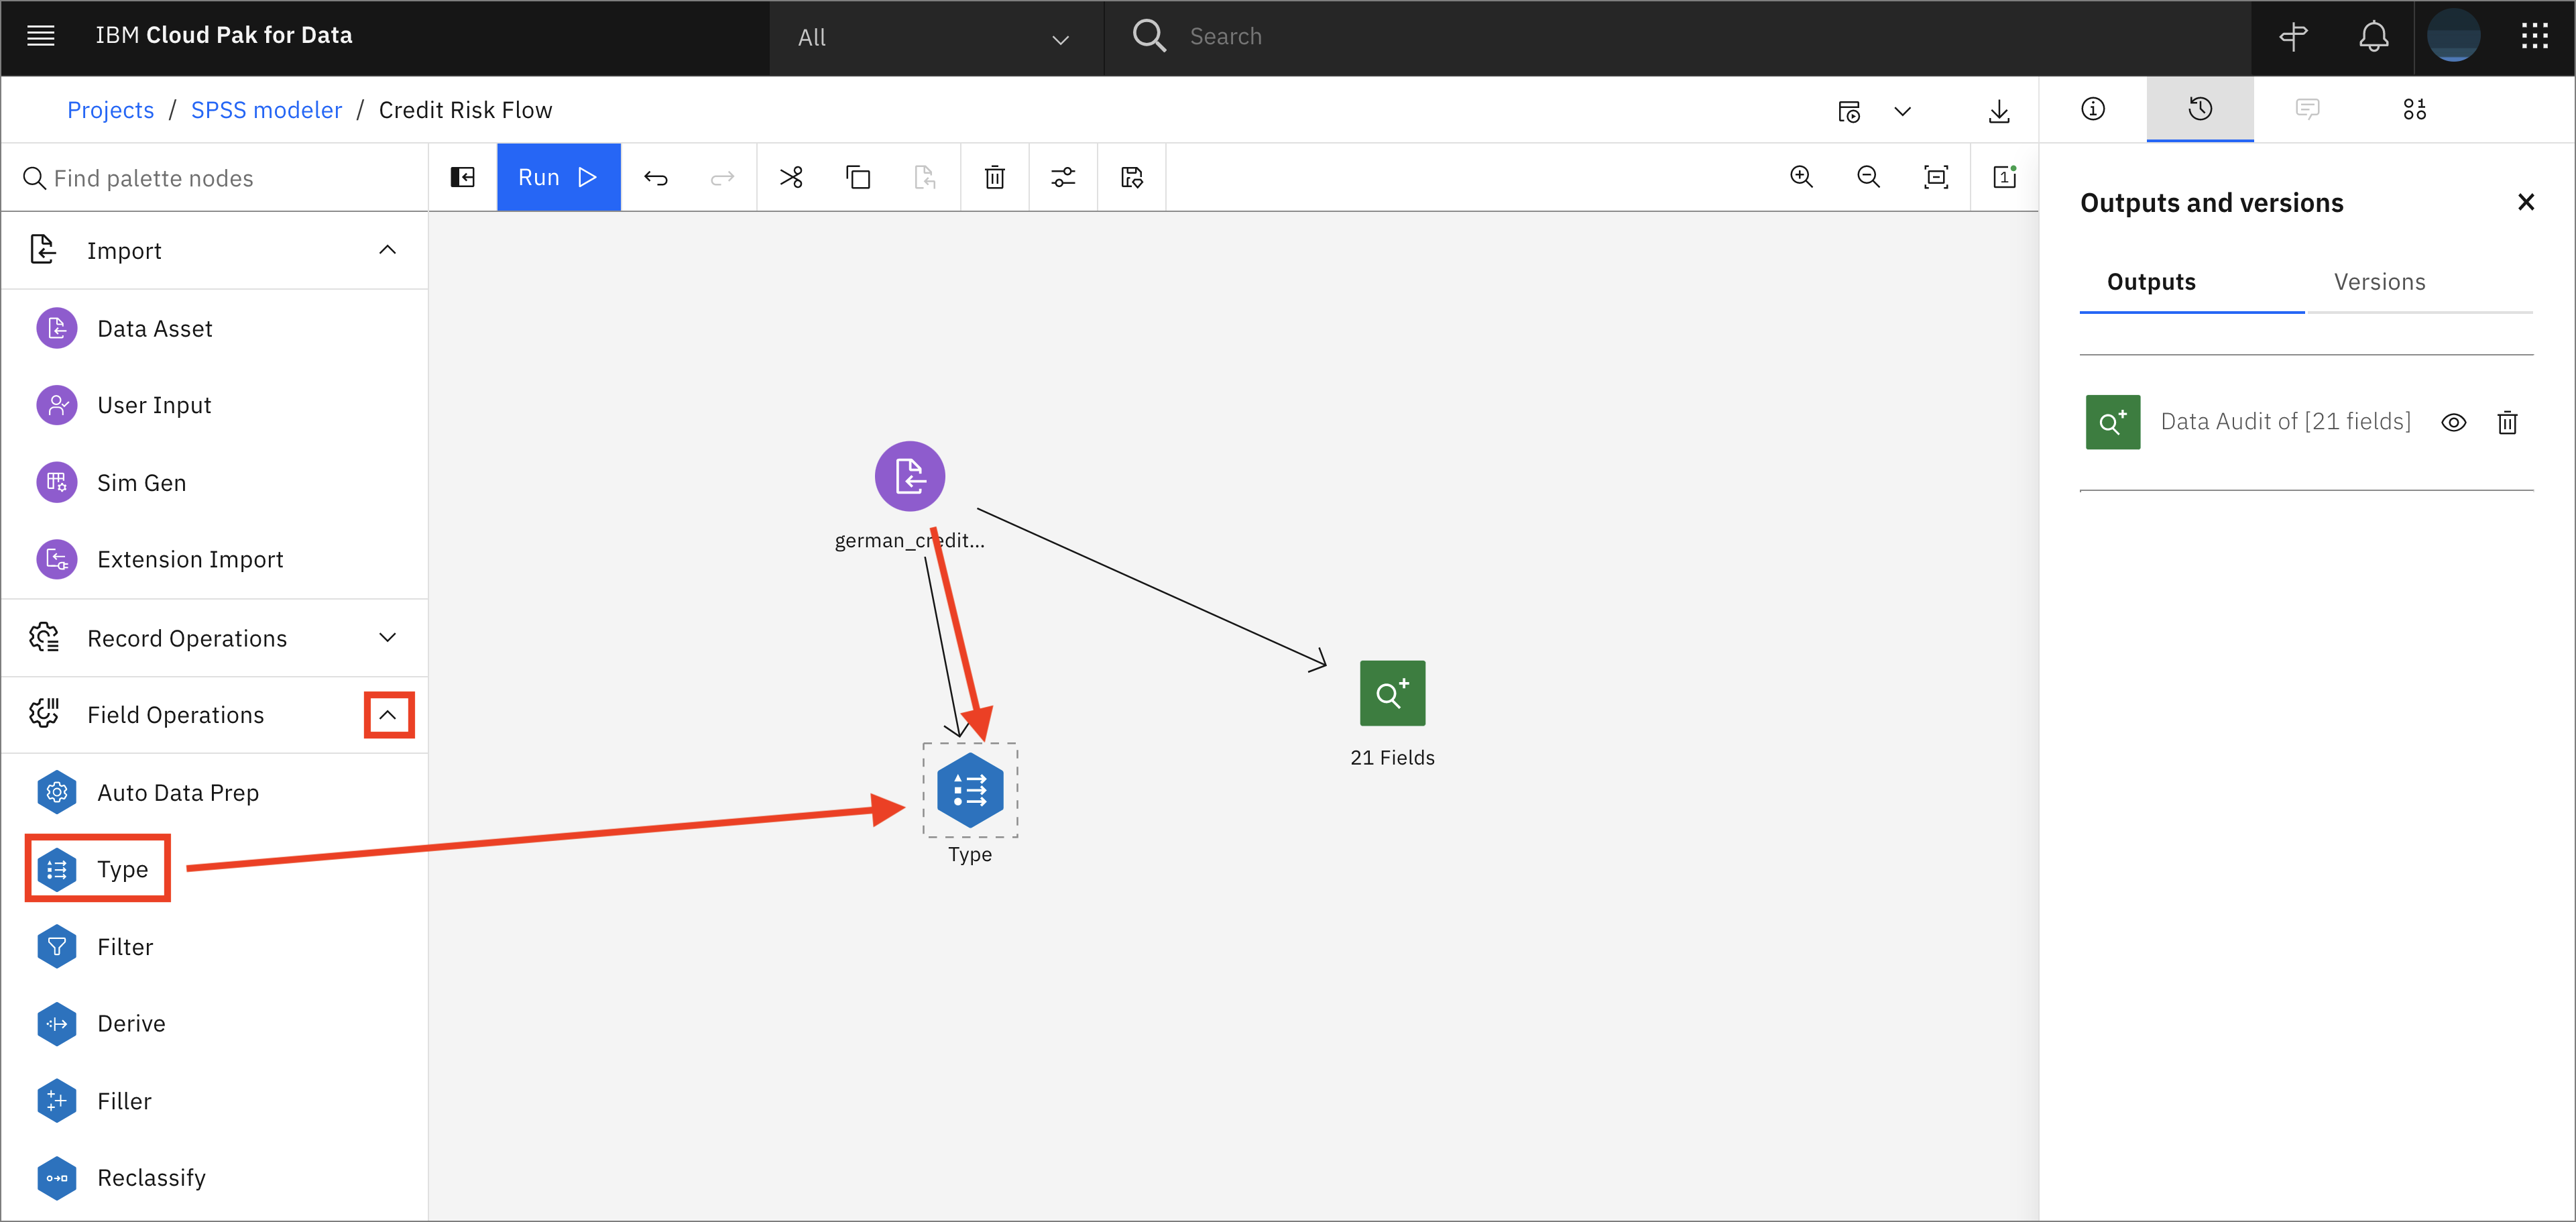 IBM Cloud Pak for Data
All
Search
Projects / SPSS modeler / Credit Risk Flow
Find palette nodes
Run
1
Import
Data Asset
User Input
Sim Gen
Extension Import
Record Operations
Field Operations
Auto Data Prep
Type
Filter
Derive
Filler
Reclassify
german_credit...
Type
21 Fields
Outputs and versions
Outputs
Versions
Data Audit of [21 fields]